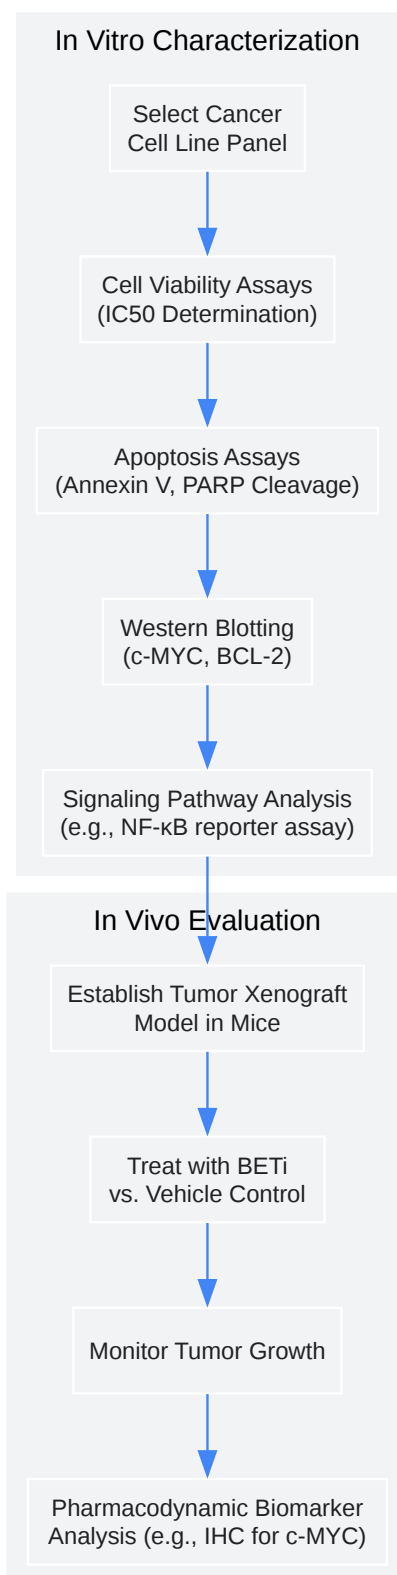 In Vitro Characterization
Select Cancer
Cell Line Panel
Cell Viability Assays
(IC50 Determination)
Apoptosis Assays
(Annexin V, PARP Cleavage)
Western Blotting
(c-MYC, BCL-2)
Signaling Pathway Analysis
(e.g., NF-κB reporter assay)
In Vivo Evaluation
Establish Tumor Xenograft
Model in Mice
Treat with BETi
vs. Vehicle Control
Monitor Tumor Growth
Pharmacodynamic Biomarker
Analysis (e.g., IHC for c-MYC)